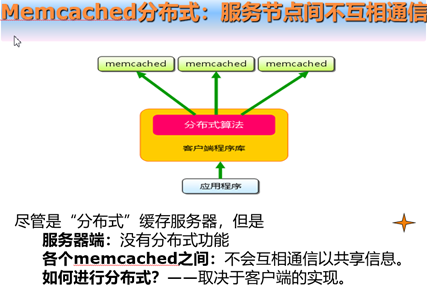 Memcached分布式：服务节点间不互相通信
memcached memcached memcached
分布式算法
客户端程序库
应用程序
尽管是“分布式”缓存服务器，但是
服务器端：没有分布式功能
各个memcached之间：不会互相通信以共享信息。
如何进行分布式？——取决于客户端的实现。